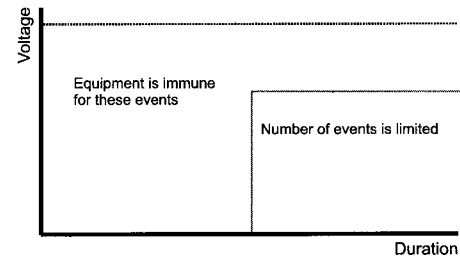 Voltage
Equipment is immune
for these events
Number of events is limited
Duration